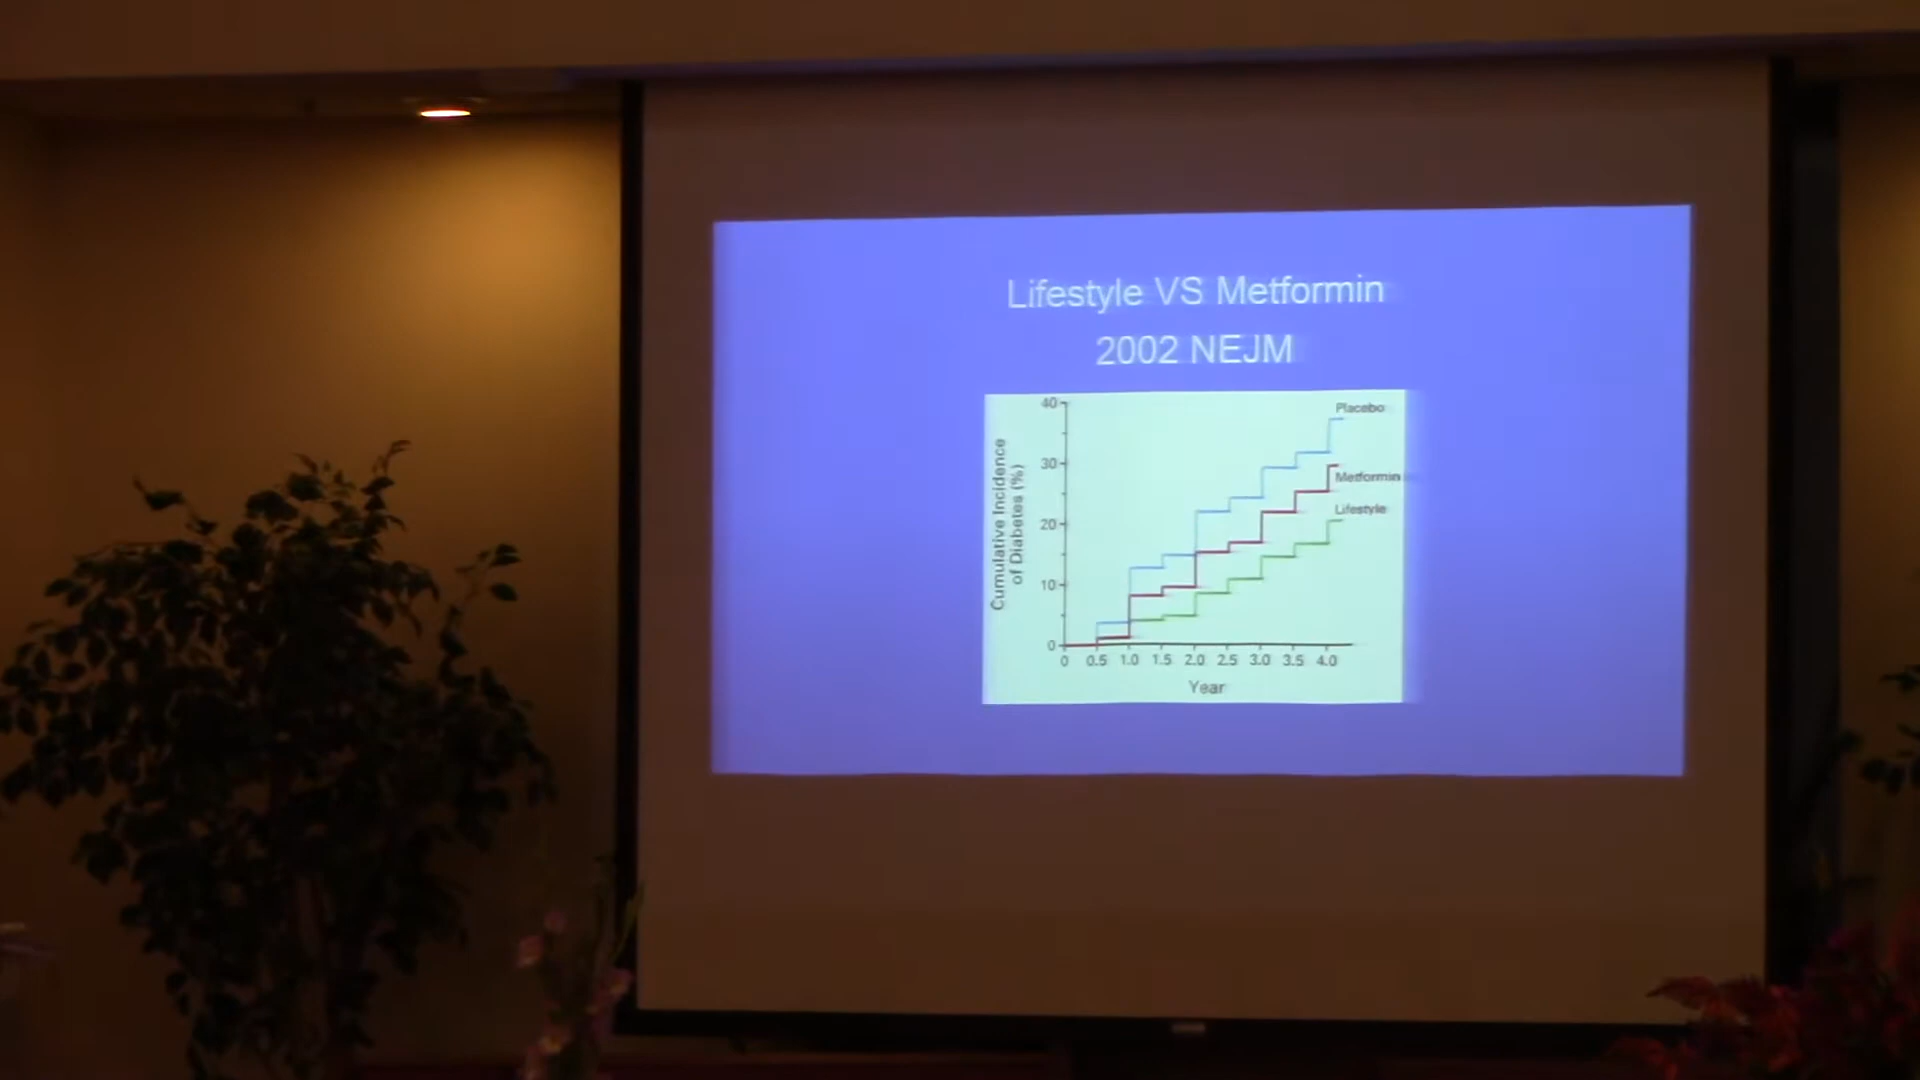 Lifestyle VS Metformin
2002 NEJM
Cumulative Incidence
of Diabetes (%)
40
30
20
10
0
Placebo
Metformin
Lifestyle
0 0.5 1.0 1.5 2.0 2.5 3.0 3.5 4.0
Year